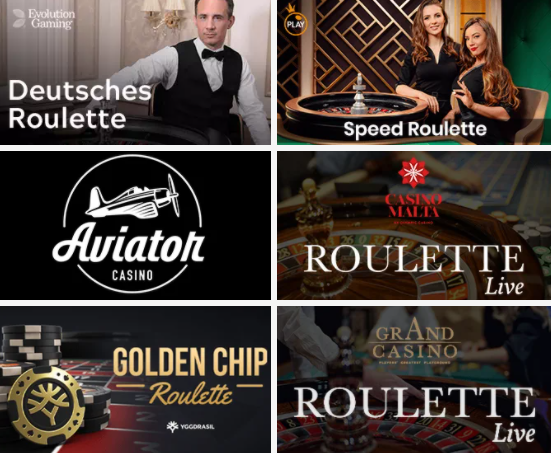 Evolution
Gaming
Deutsches
Roulette
PLAY
Speed Roulette
Aviator
CASINO
CASINO
MALTA
ROULETTE
Live
GOLDEN CHIP
Roulette
YGGDRASIL
GRAND
CASINO
ROULETTE
Live